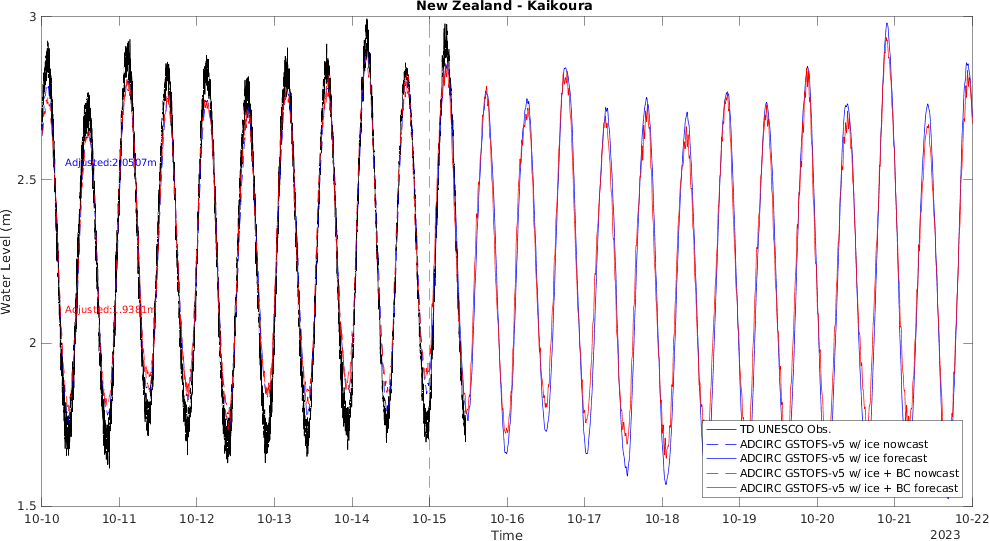 New Zealand - Kaikoura
Water Level (m)
3
2.5
2
1.5
Adjusted:2.0507m
Adjusted:1.9381m
TD UNESCO Obs.
ADCIRC GSTOFS-v5 w/ ice nowcast
ADCIRC GSTOFS-v5 w/ ice forecast
ADCIRC GSTOFS-v5 w/ ice + BC nowcast
ADCIRC GSTOFS-v5 w/ ice + BC forecast
10-10 10-11 10-12 10-13 10-14 10-15 10-16 10-17 10-18 10-19 10-20 10-21 10-22
Time
2023